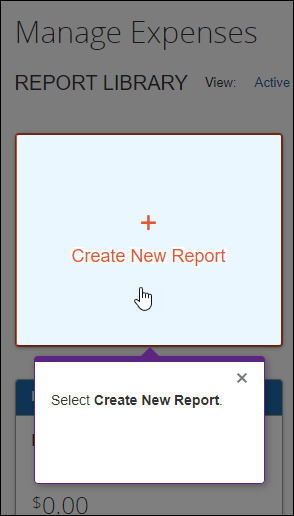 Manage Expenses
REPORT LIBRARY View: Active
+
Create New Report
×
Select Create New Report.
$0.00